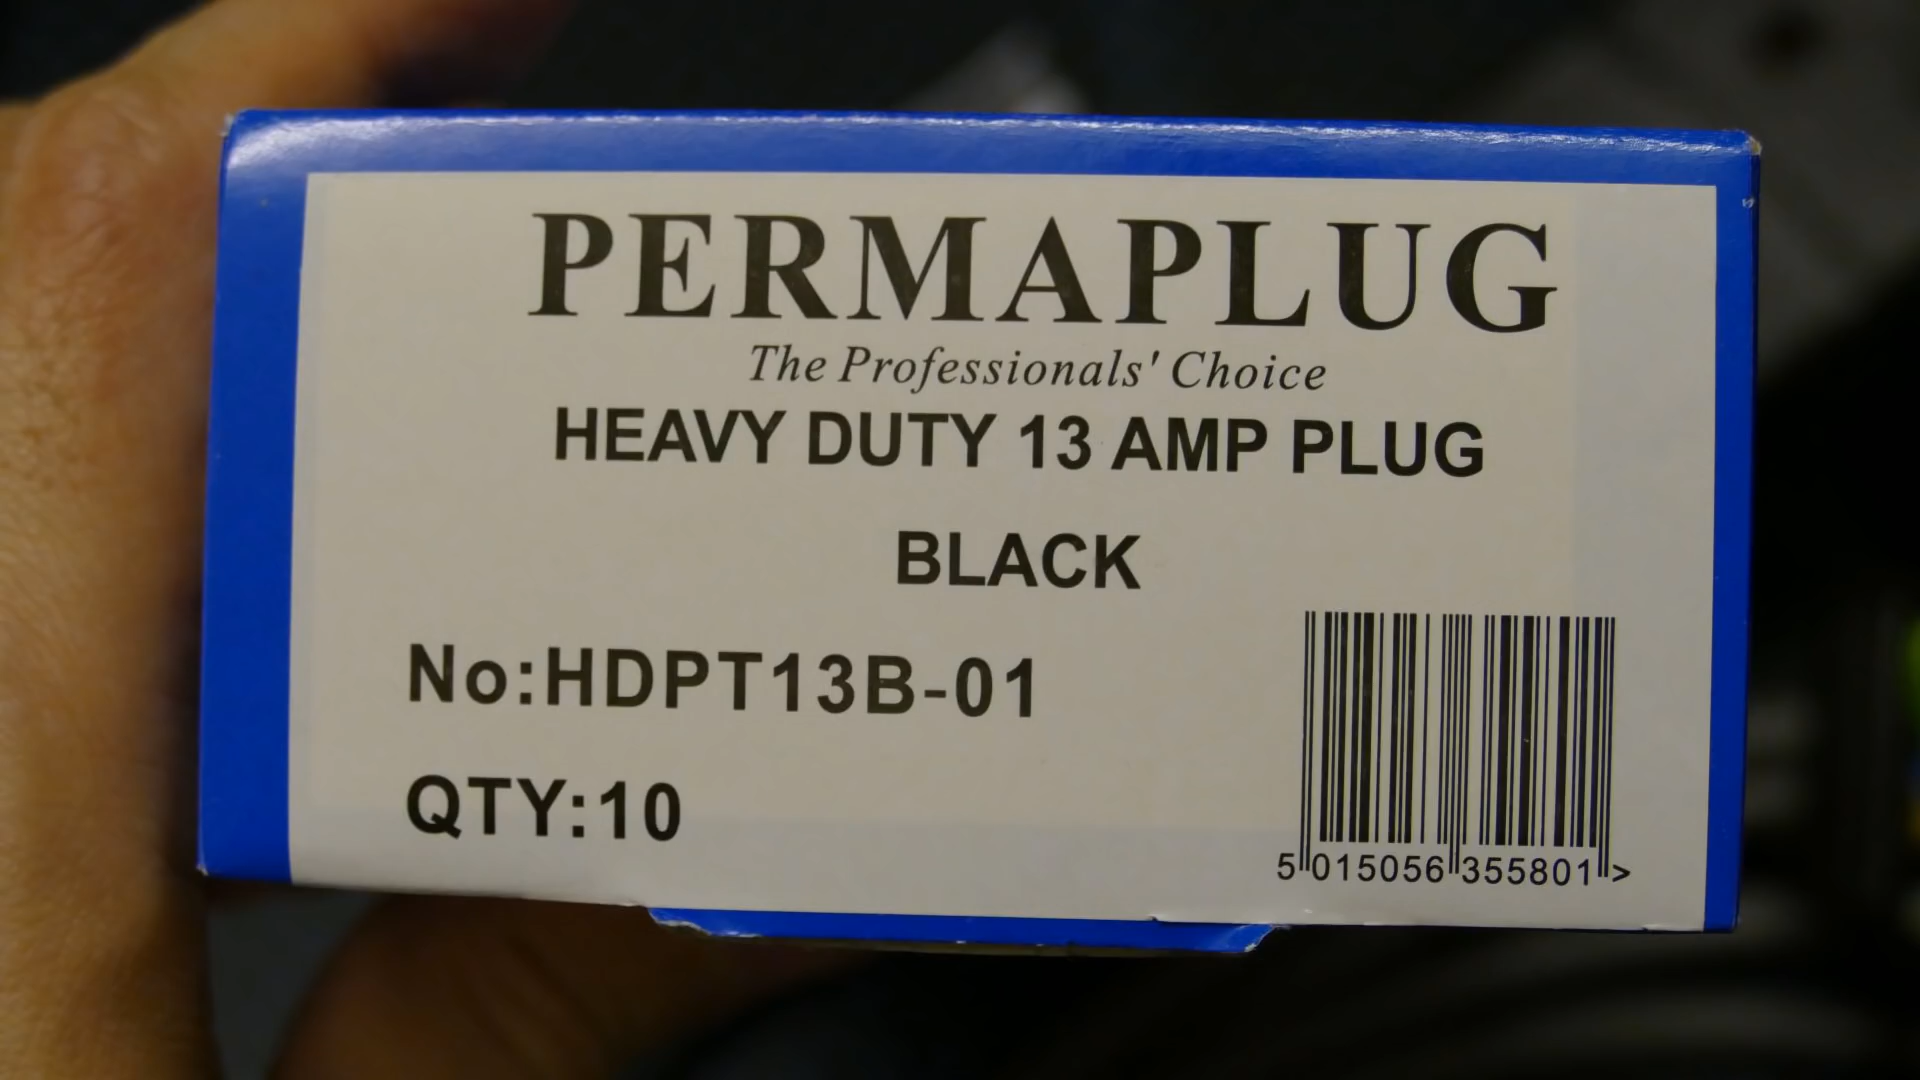 PERMAPLUG
The Professionals' Choice
HEAVY DUTY 13 AMP PLUG
BLACK
No:HDPT13B-01
QTY:10
5 015056 355801 >